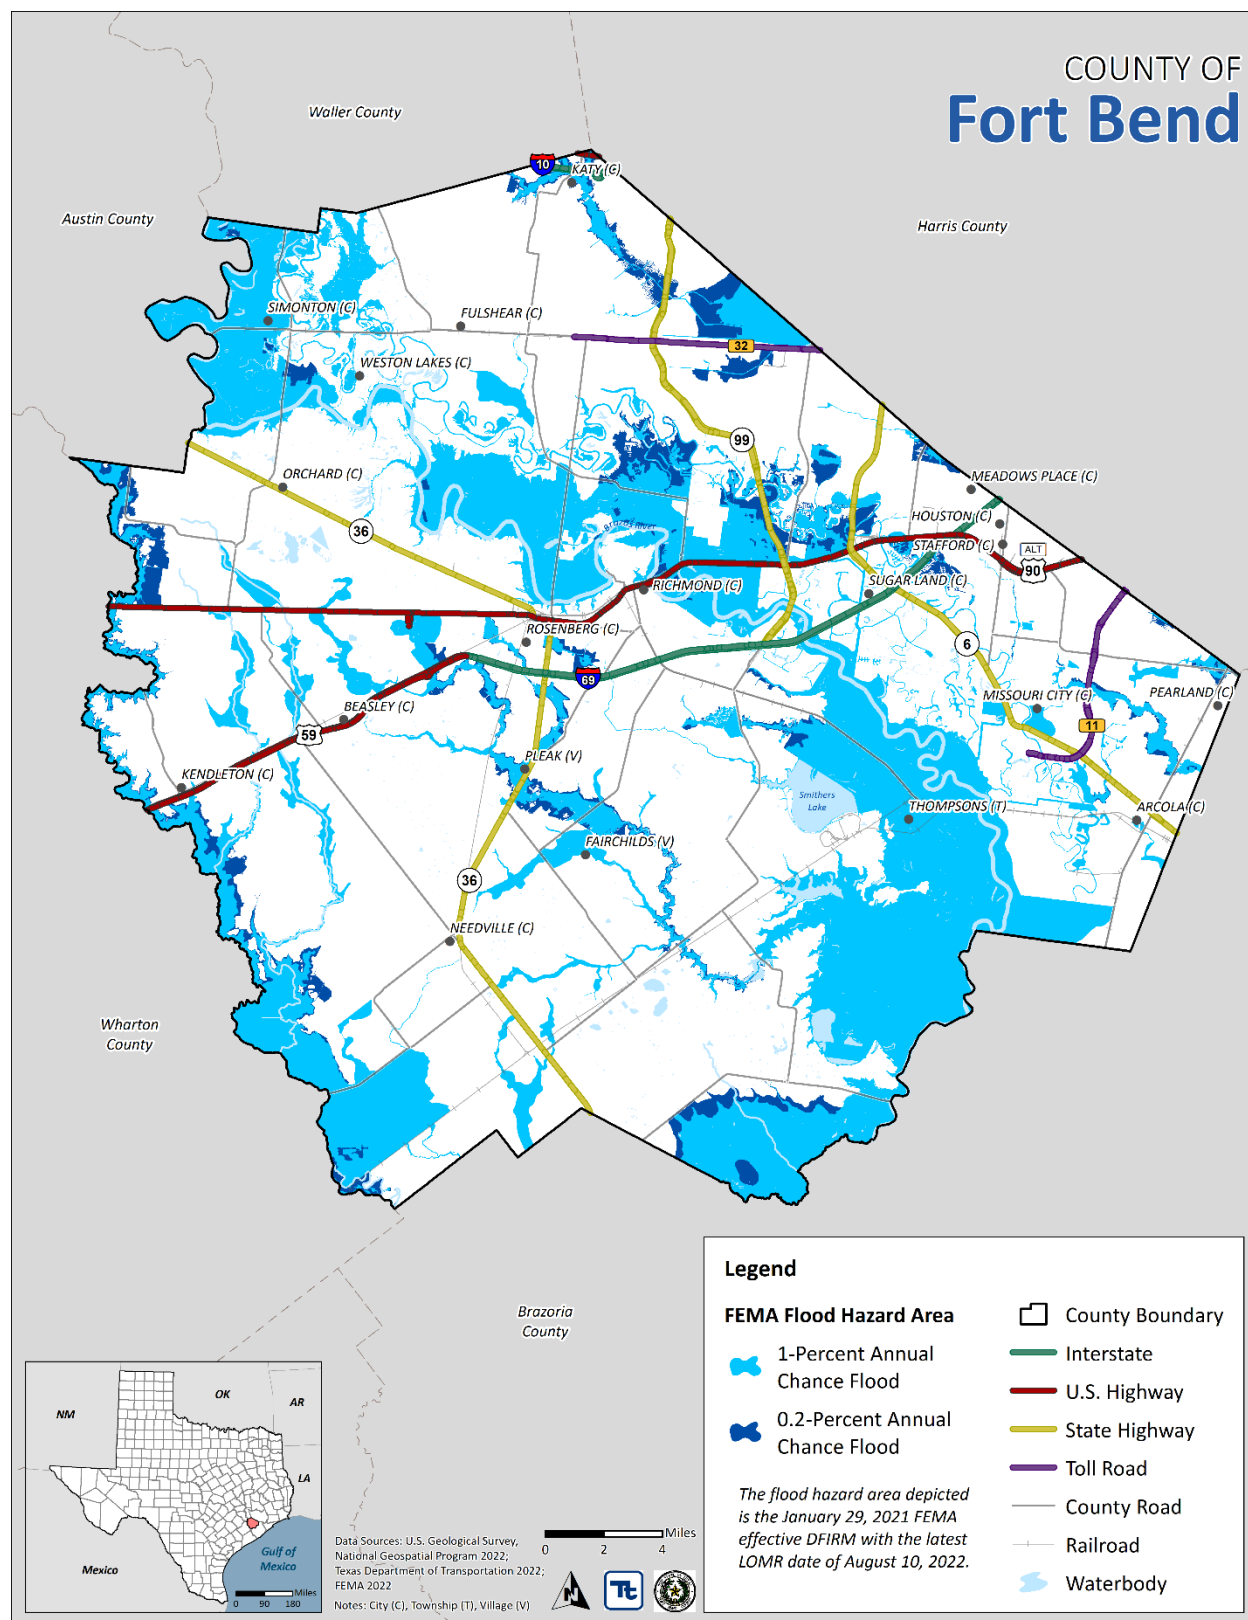 COUNTY OF
Fort Bend
Waller County
Austin County
Harris County
10
KATY (C)
SIMONTON (C)
FULSHEAR (C)
32
WESTON LAKES (C)
99
ORCHARD (C)
MEADOWS PLACE (C)
HOUSTON (C)
36
Brazos River
STAFFORD (C)
ALT
90
RICHMOND (C)
SUGAR LAND (C)
ROSENBERG (C)
6
69
MISSOURI CITY (C)
PEARLAND (C)
BEASLEY (C)
59
11
PLEAK (V)
KENDLETON (C)
Smithers
Lake
THOMPSONS (T)
ARCOLA (C)
FAIRCHILDS (V)
36
NEEDVILLE (C)
Wharton
County
Brazoria
County
Legend
FEMA Flood Hazard Area
1-Percent Annual
Chance Flood
0.2-Percent Annual
Chance Flood
The flood hazard area depicted
is the January 29, 2021 FEMA
effective DFIRM with the latest
LOMR date of August 10, 2022.
County Boundary
Interstate
U.S. Highway
State Highway
Toll Road
County Road
Railroad
Waterbody
NM
OK
AR
LA
Mexico
Gulf of
Mexico
Miles
0 90 180
Data Sources: U.S. Geological Survey,
National Geospatial Program 2022;
Texas Department of Transportation 2022;
FEMA 2022
Notes: City (C), Township (T), Village (V)
Miles
0 2 4
N
Tt